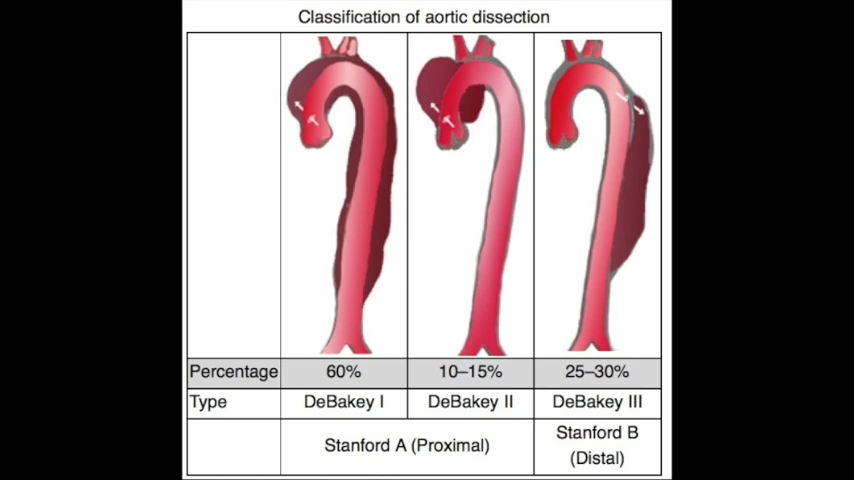 Classification of aortic dissection
Percentage 60% 10–15% 25–30%
Type DeBakey I DeBakey II DeBakey III
Stanford A (Proximal) Stanford B
(Distal)